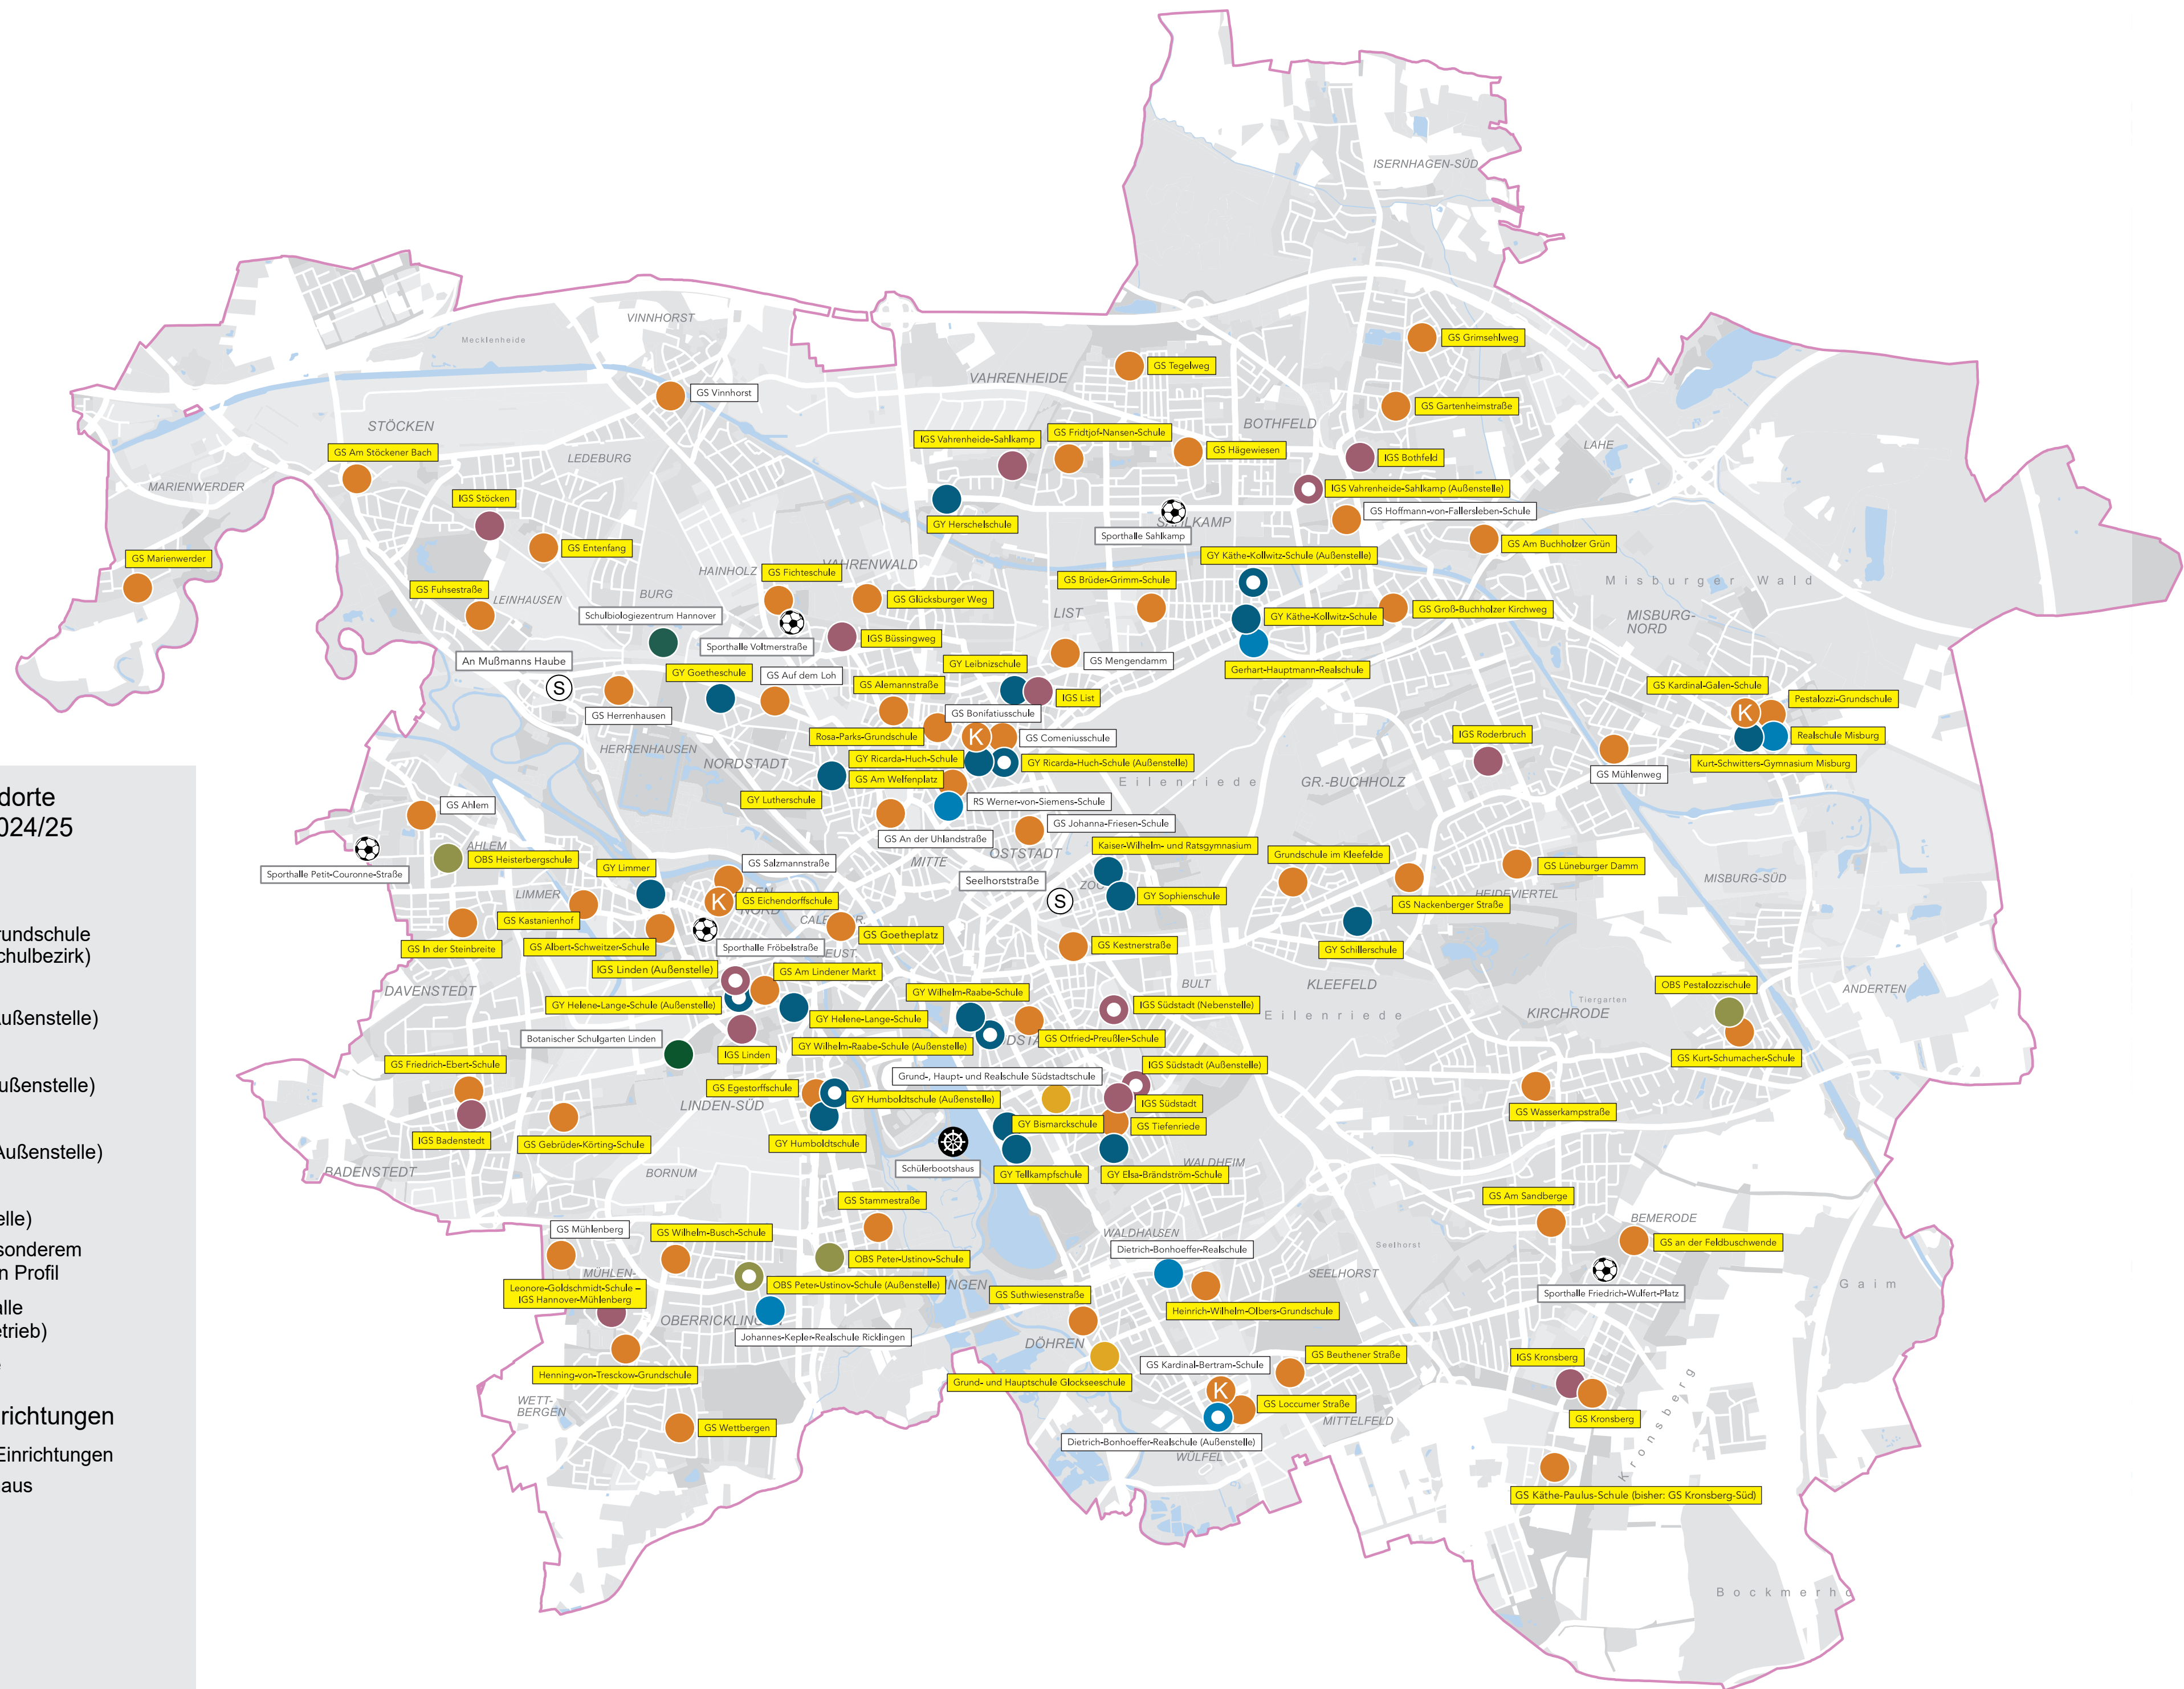 ISERNHAGEN-SÜD
VINNHORST
Mecklenheide
GS Grimsehlweg
GS Tegelweg
VAHRENHEIDE
GS Vinnhorst
GS Gartenheimstraße
STÖCKEN
BOTHFELD
GS Fridtjof-Nansen-Schule
IGS Vahrenheide-Sahlkamp
LAHE
GS Am Stöckener Bach
GS Hägewiesen
LEDEBURG
IGS Bothfeld
MARIENWERDER
IGS Vahrenheide-Sahlkamp (Außenstelle)
IGS Stöcken
GS Hoffmann-von-Fallersleben-Schule
GY Herschelschule
SAHLKAMP
Sporthalle Sahlkamp
GS Am Buchholzer Grün
GS Entenfang
GY Käthe-Kollwitz-Schule (Außenstelle)
GS Marienwerder
VAHRENWALD
HAINHOLZ
GS Fichteschule
GS Brüder-Grimm-Schule
Misburger Wald
GS Fuhsestraße
BURG
LEINHAUSEN
GS Glücksburger Weg
GS Groß-Buchholzer Kirchweg
LIST
MISBURG-
NORD
Schulbiologiezentrum Hannover
GY Käthe-Kollwitz-Schule
IGS Büssingweg
Sporthalle Voltmerstraße
An Mußmanns Haube
GS Mengendamm
GY Leibnizschule
Gerhart-Hauptmann-Realschule
GY Goetheschule
GS Auf dem Loh
S
GS Alemannstraße
GS Kardinal-Galen-Schule
IGS List
Pestalozzi-Grundschule
GS Herrenhausen
GS Bonifatiusschule
K
Rosa-Parks-Grundschule
K
GS Comeniusschule
IGS Roderbruch
Realschule Misburg
HERRENHAUSEN
GY Ricarda-Huch-Schule
GY Ricarda-Huch-Schule (Außenstelle)
NORDSTADT
Kurt-Schwitters-Gymnasium Misburg
GS Mühlenweg
GS Am Welfenplatz
Eilenriede
GR.-BUCHHOLZ
dorte
024/25
GY Lutherschule
RS Werner-von-Siemens-Schule
GS Ahlem
GS Johanna-Friesen-Schule
GS An der Uhlandstraße
AHLEM
Kaiser-Wilhelm- und Ratsgymnasium
OBS Heisterbergschule
OSTSTADT
MITTE
Grundschule im Kleefelde
GS Salzmannstraße
GS Lüneburger Damm
GY Limmer
Sporthalle Petit-Couronne-Straße
Seelhorststraße
MISBURG-SÜD
ZOO
LIMMER
HEIDEVIERTEL
GY Sophienschule
K
GS Eichendorffschule
S
GS Nackenberger Straße
GS Kastanienhof
GS Goetheplatz
rundschule
chulbezirk)
GS In der Steinbreite
GS Albert-Schweitzer-Schule
Sporthalle Fröbelstraße
GS Kestnerstraße
GY Schillerschule
IGS Linden (Außenstelle)
GS Am Lindener Markt
BULT
KLEEFELD
OBS Pestalozzischule
DAVENSTEDT
GY Wilhelm-Raabe-Schule
ANDERTEN
Tiergarten
GY Helene-Lange-Schule (Außenstelle)
IGS Südstadt (Nebenstelle)
KIRCHRODE
Eilenriede
Außenstelle)
GY Helene-Lange-Schule
Botanischer Schulgarten Linden
GS Otfried-Preußler-Schule
GY Wilhelm-Raabe-Schule (Außenstelle)
IGS Linden
GS Kurt-Schumacher-Schule
GS Friedrich-Ebert-Schule
IGS Südstadt (Außenstelle)
Grund-, Haupt- und Realschule Südstadtschule
ußenstelle)
GS Egestorffschule
GY Humboldtschule (Außenstelle)
IGS Südstadt
LINDEN-SÜD
GS Wasserkampstraße
GY Bismarckschule
GS Tiefenriede
IGS Badenstedt
GS Gebrüder-Körting-Schule
GY Humboldtschule
Außenstelle)
Schülerbootshaus
WALDHEIM
BADENSTEDT
BORNUM
GY Tellkampfschule
GY Elsa-Brändström-Schule
GS Stammestraße
GS Am Sandberge
elle)
BEMERODE
GS Mühlenberg
GS Wilhelm-Busch-Schule
WALDHAUSEN
GS an der Feldbuschwende
Seelhorst
Dietrich-Bonhoeffer-Realschule
sonderem
n Profil
OBS Peter-Ustinov-Schule
MÜHLEN-
SEELHORST
OBS Peter-Ustinov-Schule (Außenstelle)
Gaim
Leonore-Goldschmidt-Schule –
IGS Hannover-Mühlenberg
Sporthalle Friedrich-Wulfert-Platz
GS Suthwiesenstraße
Heinrich-Wilhelm-Olbers-Grundschule
alle
etrieb)
OBERRICKLINGEN
Johannes-Kepler-Realschule Ricklingen
DÖHREN
GS Beuthener Straße
IGS Kronsberg
GS Kardinal-Bertram-Schule
Henning-von-Tresckow-Grundschule
Grund- und Hauptschule Glockseeschule
K
GS Loccumer Straße
WETT-
BERGEN
GS Kronsberg
richtungen
MITTELFELD
GS Wettbergen
Kronsberg
Dietrich-Bonhoeffer-Realschule (Außenstelle)
Einrichtungen
WÜLFEL
aus
GS Käthe-Paulus-Schule (bisher: GS Kronsberg-Süd)
Bockmerho